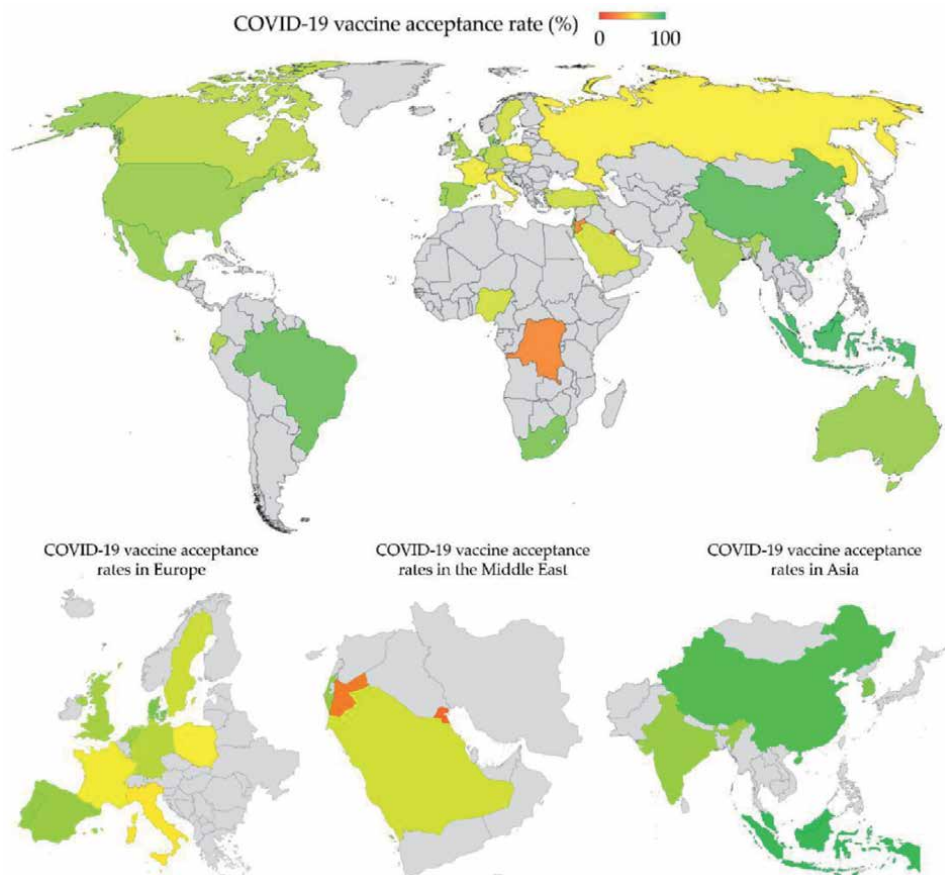 COVID-19 vaccine acceptance rate (%)
0 100
COVID-19 vaccine acceptance
rates in Europe
COVID-19 vaccine acceptance
rates in the Middle East
COVID-19 vaccine acceptance
rates in Asia